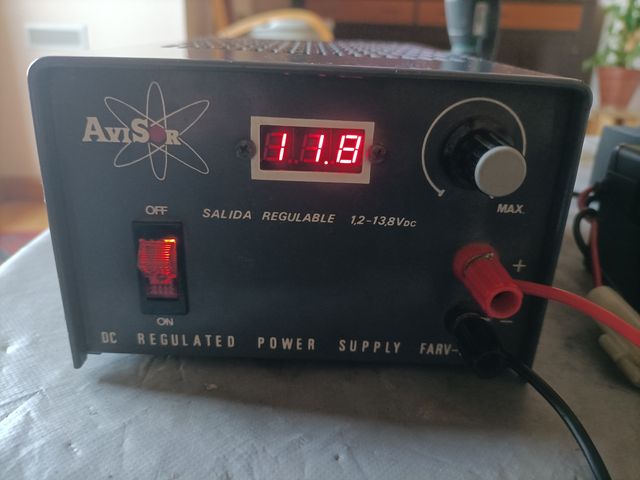 AVISOR
11.8
MAX.
OFF
SALIDA REGULABLE 1,2-13,8VDC
+
-
ON
DC REGULATED POWER SUPPLY FARV-